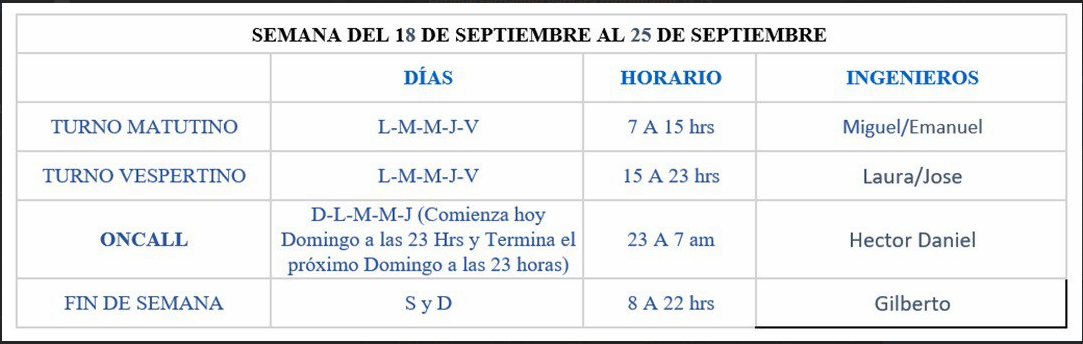 SEMANA DEL 18 DE SEPTIEMBRE AL 25 DE SEPTIEMBRE
DÍAS HORARIO INGENIEROS
TURNO MATUTINO L-M-M-J-V 7 A 15 hrs Miguel/Emanuel
TURNO VESPERTINO L-M-M-J-V 15 A 23 hrs Laura/Jose
ONCALL D-L-M-M-J (Comienza hoy
Domingo a las 23 Hrs y Termina el
próximo Domingo a las 23 horas) 23 A 7 am Hector Daniel
FIN DE SEMANA S y D 8 A 22 hrs Gilberto